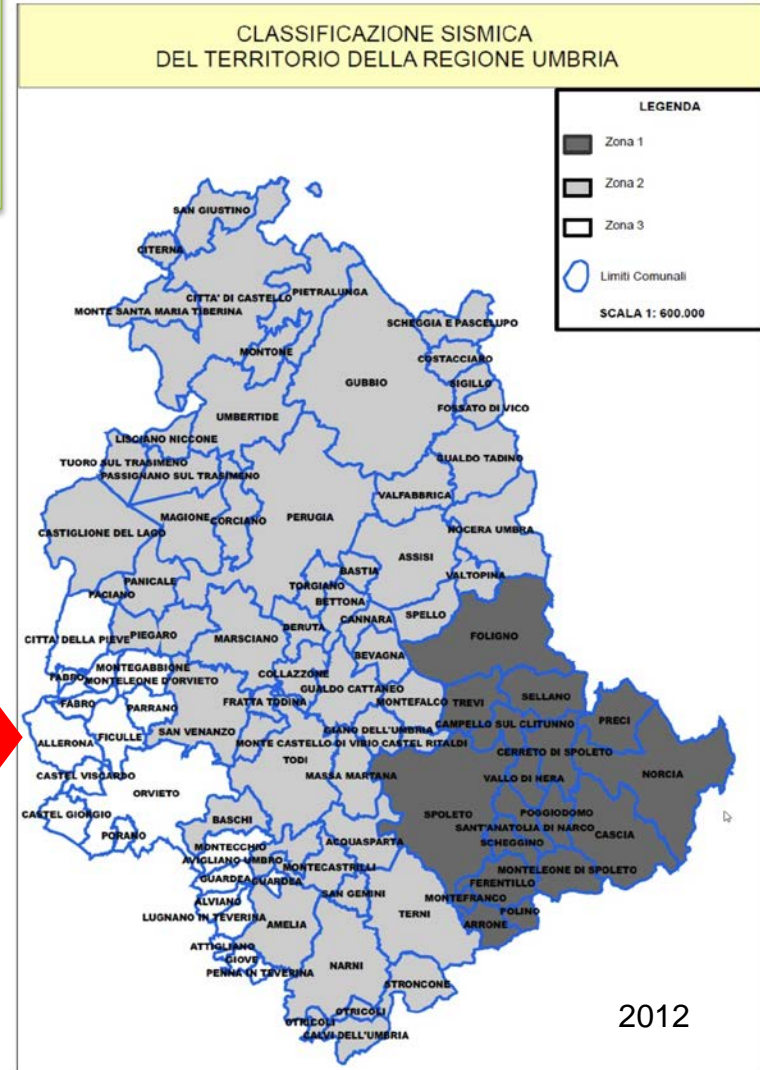 CLASSIFICAZIONE SISMICA
DEL TERRITORIO DELLA REGIONE UMBRIA
LEGENDA
Zona 1
Zona 2
Zona 3
Limiti Comunali
SCALA 1: 600.000
SAN GIUSTINO
CITERNA
CITTA' DI CASTELLO
PIETRALUNGA
MONTE SANTA MARIA TIBERINA
SCHEGGIA E PASCELUPO
MONTONE
COSTACCIARO
GUBBIO
SIGILLO
FOSSATO DI VICO
UMBERTIDE
LISCIANO NICCONE
TUORO SUL TRASIMENO
GUALDO TADINO
PASSIGNANO SUL TRASIMENO
VALFABBRICA
MAGIONE
CORCIANO
PERUGIA
NOCERA UMBRA
CASTIGLIONE DEL LAGO
ASSISI
BASTIA
VALTOPINA
PANICALE
TORGIANO
PACIANO
BETTONA
CANNARA
SPELLO
DERUTA
CITTA' DELLA PIEVE
PIEGARO
MARSCIANO
FOLIGNO
BEVAGNA
MONTEGABBIONE
COLLAZZONE
FABRO
MONTELEONE D'ORVIETO
GUALDO CATTANEO
SELLANO
FABRO
PARRANO
FRATTA TODINA
MONTEFALCO
TREVI
PRECI
CAMPELLO SUL CLITUNNO
FICULLE
SAN VENANZO
GIANO DELL'UMBRIA
ALLERONA
MONTE CASTELLO DI VIBIO
CASTEL RITALDI
CERRETO DI SPOLETO
TODI
CASTEL VISCARDO
MASSA MARTANA
VALLO DI NERA
NORCIA
ORVIETO
CASTEL GIORGIO
SPOLETO
POGGIODOMO
BASCHI
SANT'ANATOLIA DI NARCO
CASCIA
PORANO
ACQUASPARTA
SCHEGGINO
MONTECCHIO
AVIGLIANO UMBRO
MONTECASTRILLI
MONTELEONE DI SPOLETO
GUARDEA
GUARDEA
FERENTILLO
SAN GEMINI
MONTEFRANCO
ALVIANO
LUGNANO IN TEVERINA
TERNI
POLINO
AMELIA
ARRONE
ATTIGLIANO
GIOVE
NARNI
PENNA IN TEVERINA
STRONCONE
OTRICOLI
OTRICOLI
CALVI DELL'UMBRIA
2012